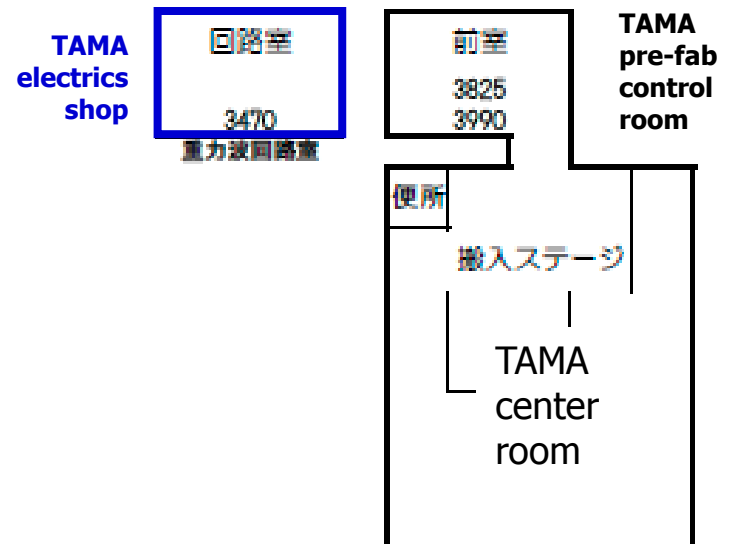 TAMA
electrics
shop
回路室
3470
重力波回路室
前室
3825
3990
TAMA
pre-fab
control
room
便所
搬入ステージ
TAMA
center
room